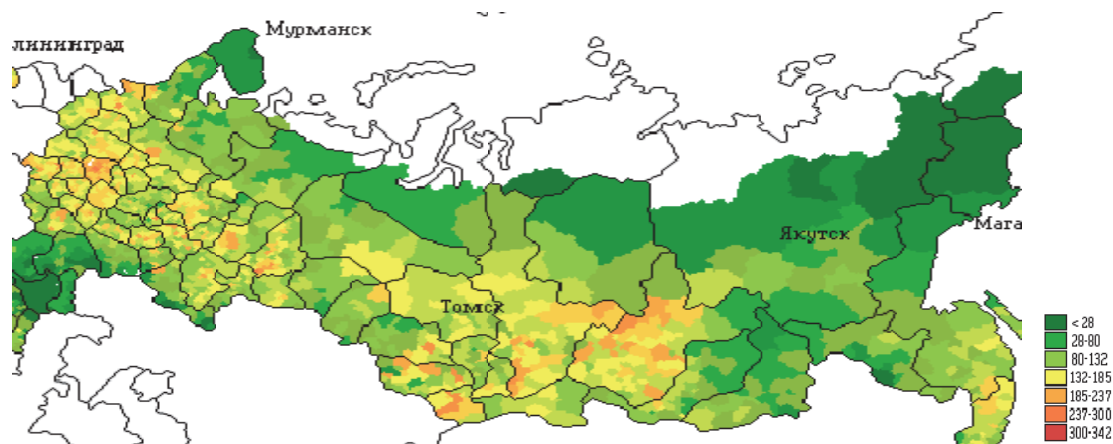 Мурманск
лининград
Якутск
Мага
Томск
< 28
28-80
80-132
132-185
185-237
237-300
300-342